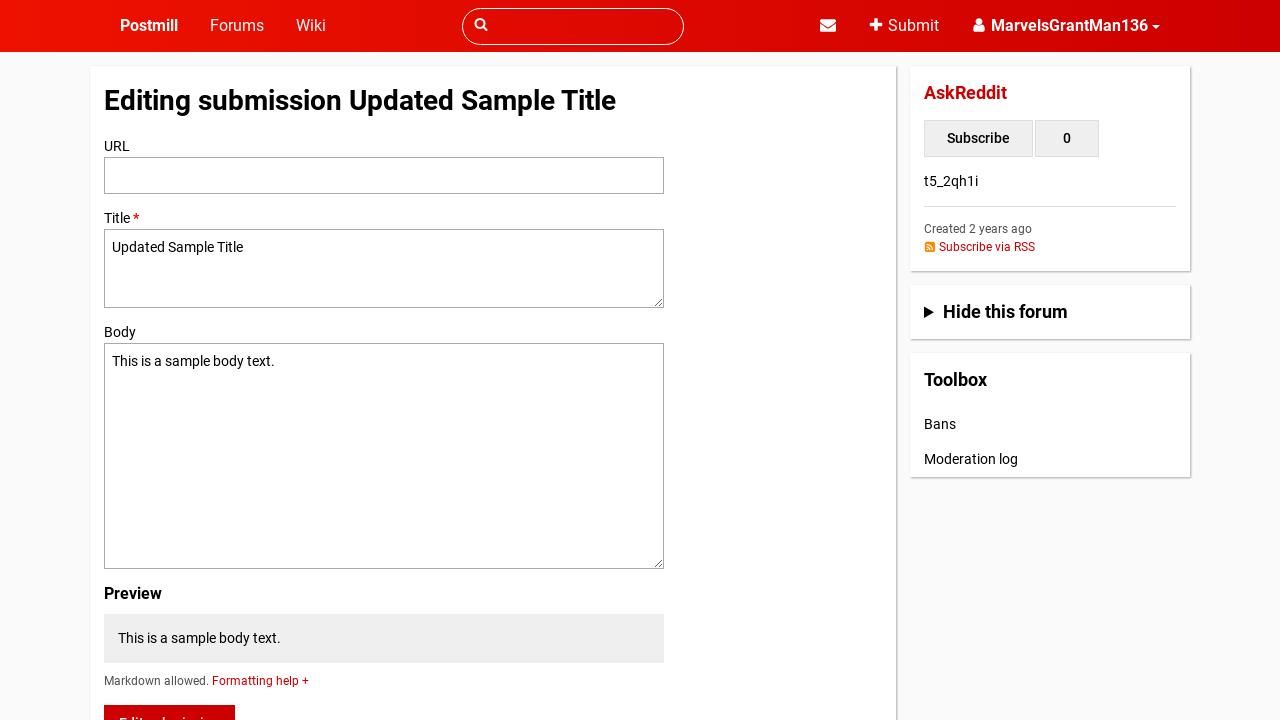 Postmill
Forums
Wiki
Submit
MarvelsGrantMan136
Editing submission Updated Sample Title
URL
Title *
Updated Sample Title
Body
This is a sample body text.
Preview
This is a sample body text.
Markdown allowed. Formatting help +
AskReddit
Subscribe
0
t5_2qh1i
Created 2 years ago
Subscribe via RSS
Hide this forum
Toolbox
Bans
Moderation log